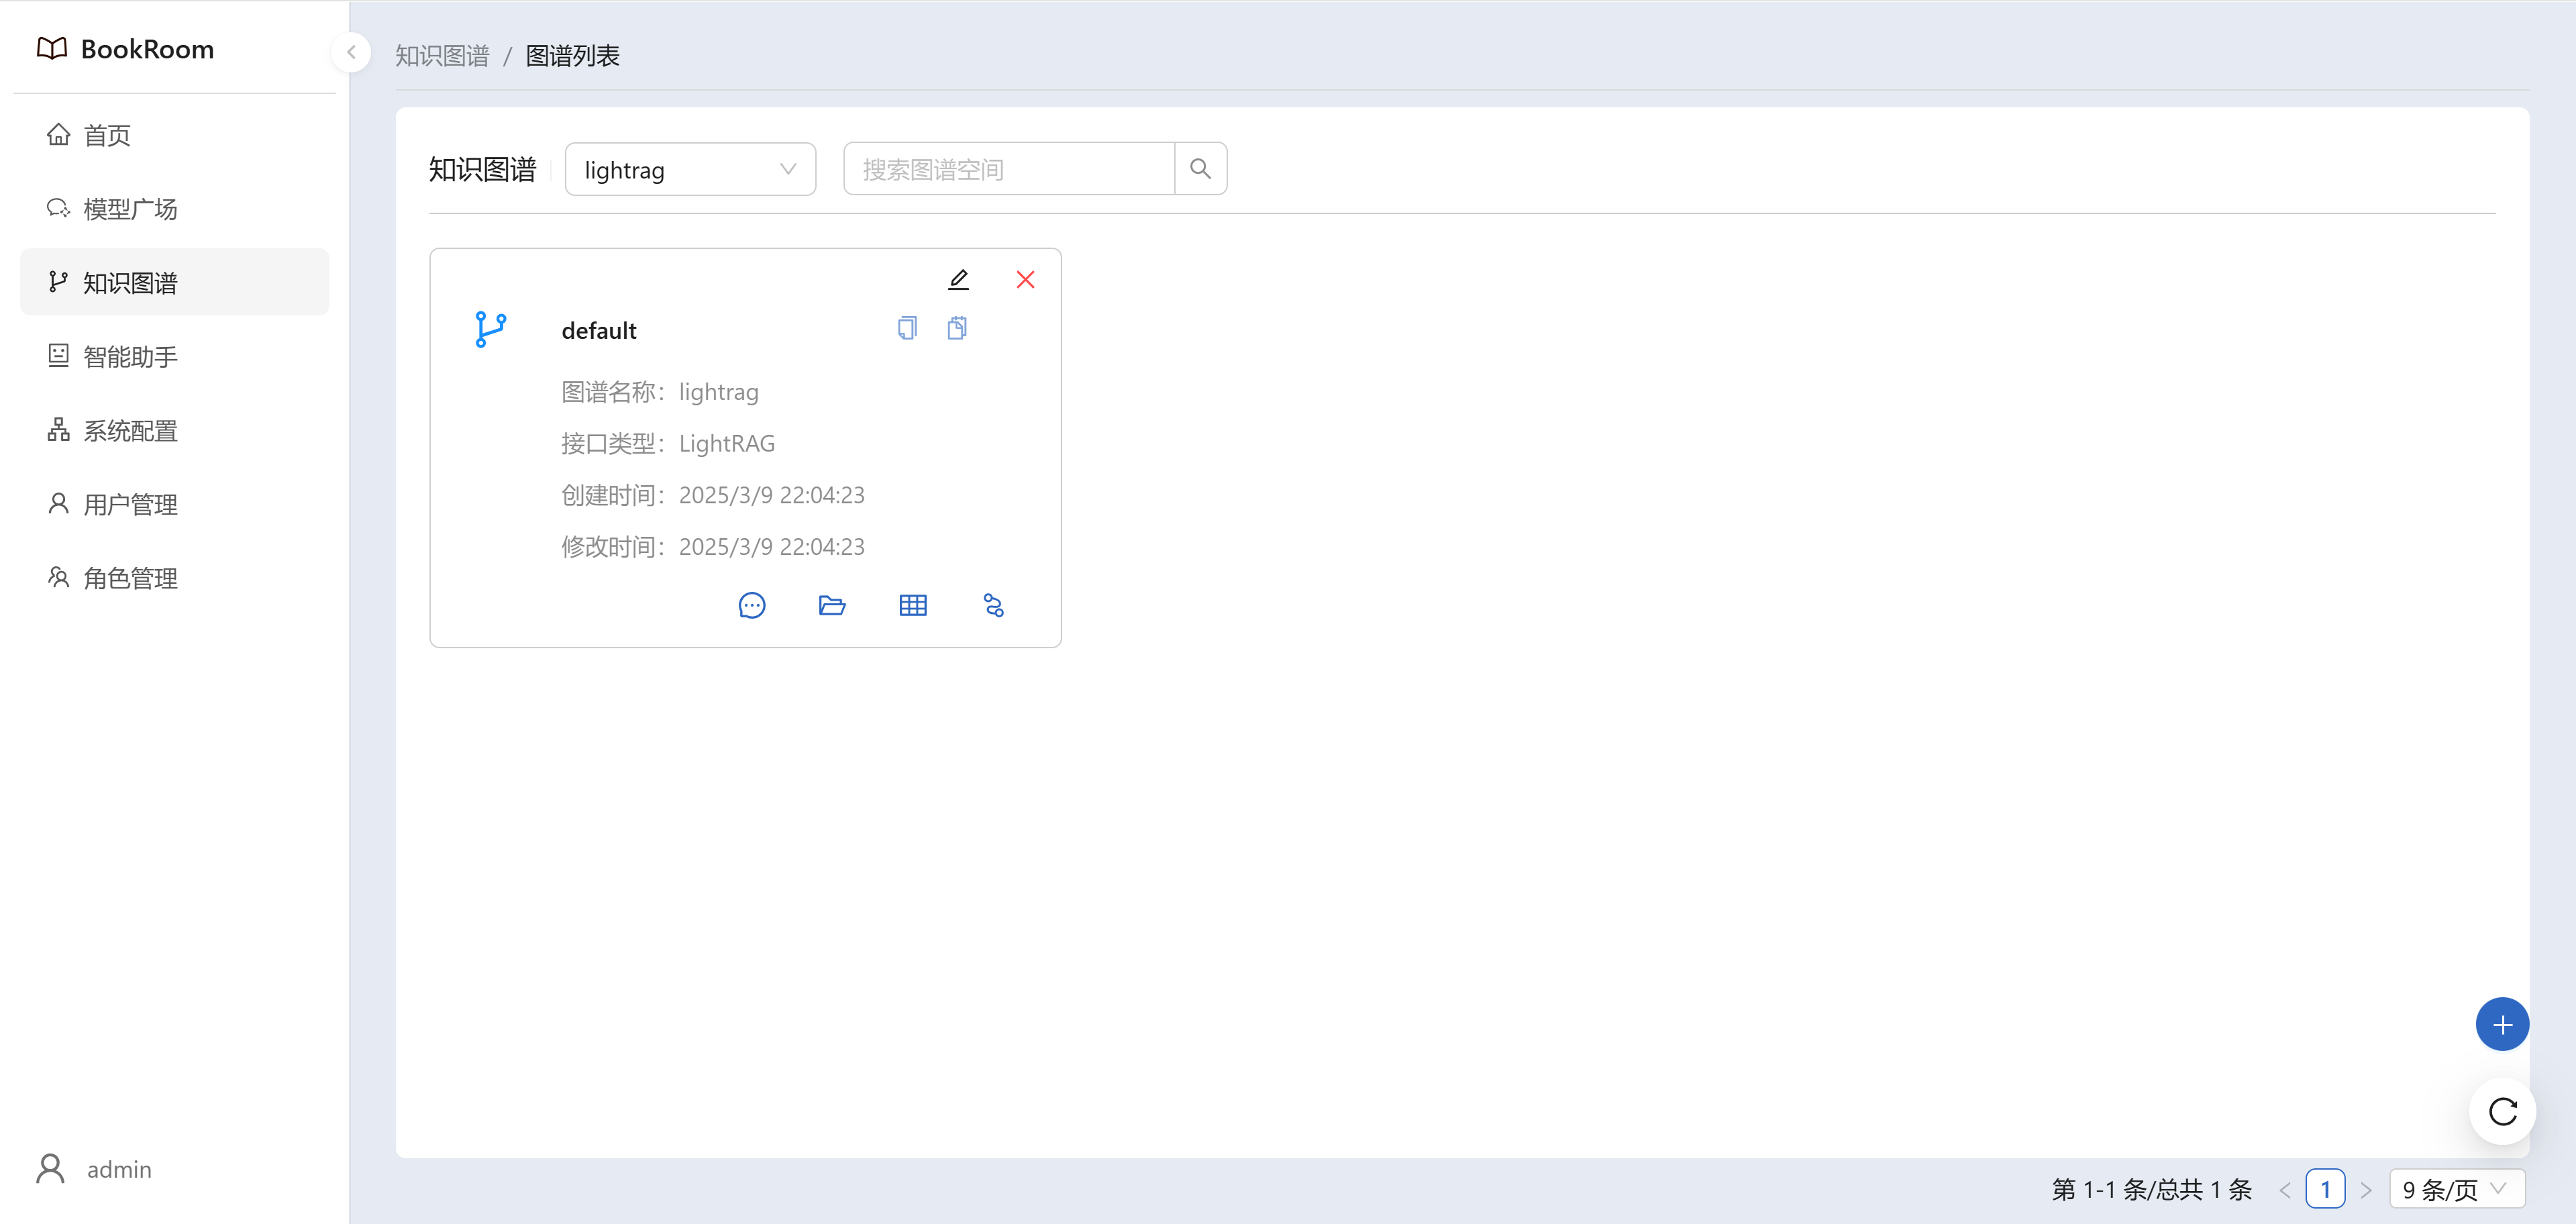 BookRoom
首页
模型广场
知识图谱
智能助手
系统配置
用户管理
角色管理
admin
知识图谱 / 图谱列表
知识图谱 lightrag 搜索图谱空间
default
图谱名称：lightrag
接口类型：LightRAG
创建时间：2025/3/9 22:04:23
修改时间：2025/3/9 22:04:23
第 1-1 条/总共 1 条 < 1 > 9 条/页